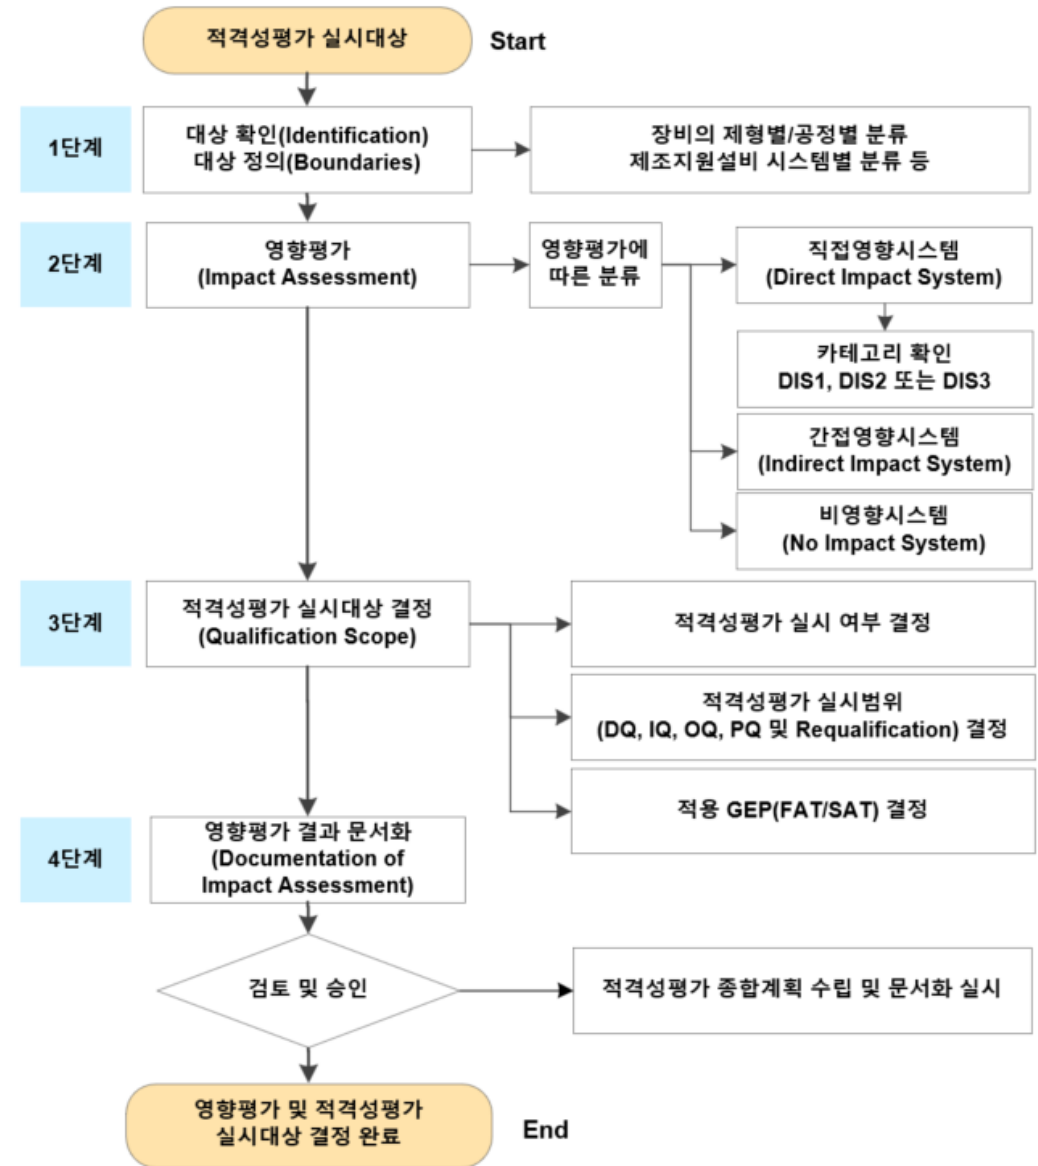 적격성평가 실시대상
Start
1단계
대상 확인(Identification)
대상 정의(Boundaries)
장비의 제형별/공정별 분류
제조지원설비 시스템별 분류 등
2단계
영향평가
(Impact Assessment)
영향평가에
따른 분류
직접영향시스템
(Direct Impact System)
카테고리 확인
DIS1, DIS2 또는 DIS3
간접영향시스템
(Indirect Impact System)
비영향시스템
(No Impact System)
3단계
적격성평가 실시대상 결정
(Qualification Scope)
적격성평가 실시 여부 결정
적격성평가 실시범위
(DQ, IQ, OQ, PQ 및 Requalification) 결정
적용 GEP(FAT/SAT) 결정
4단계
영향평가 결과 문서화
(Documentation of
Impact Assessment)
검토 및 승인
적격성평가 종합계획 수립 및 문서화 실시
영향평가 및 적격성평가
실시대상 결정 완료
End